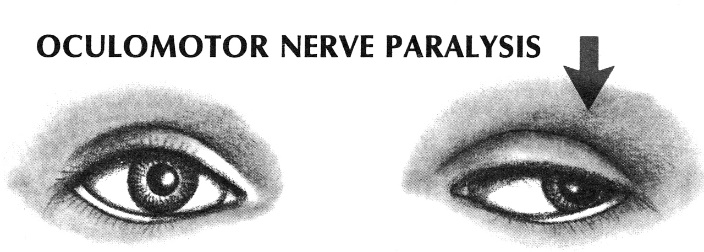 OCULOMOTOR NERVE PARALYSIS